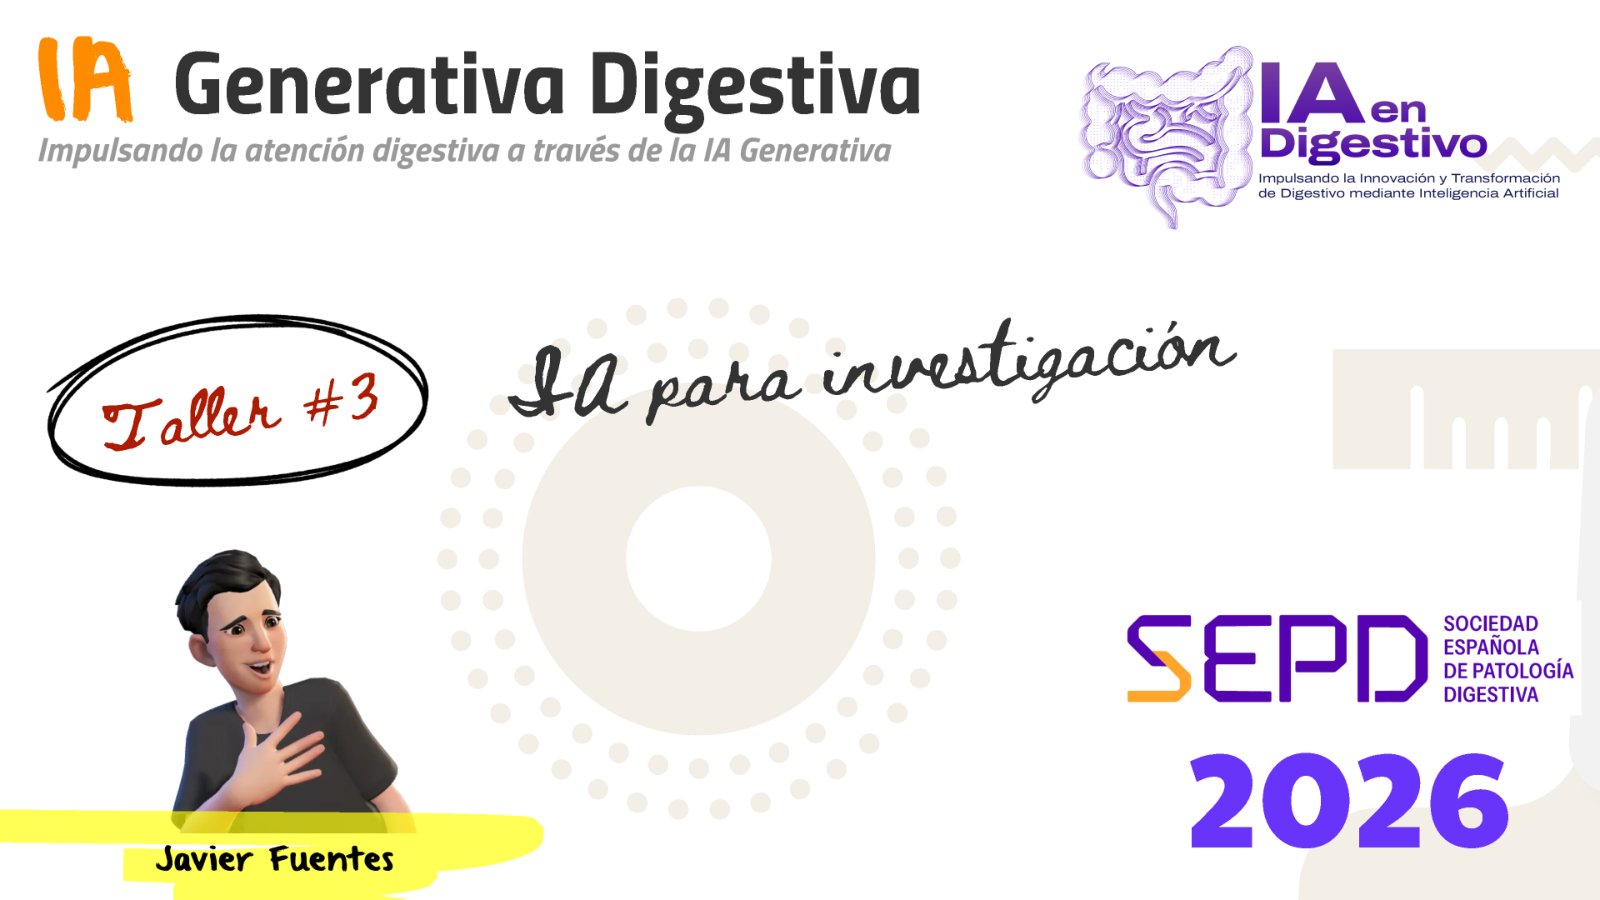 IA Generativa Digestiva
Impulsando la atención digestiva a través de la IA Generativa
IA en
Digestivo
Impulsando la Innovación y Transformación
de Digestivo mediante Inteligencia Artificial
Taller #3
IA para investigación
Javier Fuentes
SEPD
SOCIEDAD
ESPAÑOLA
DE PATOLOGÍA
DIGESTIVA
2026